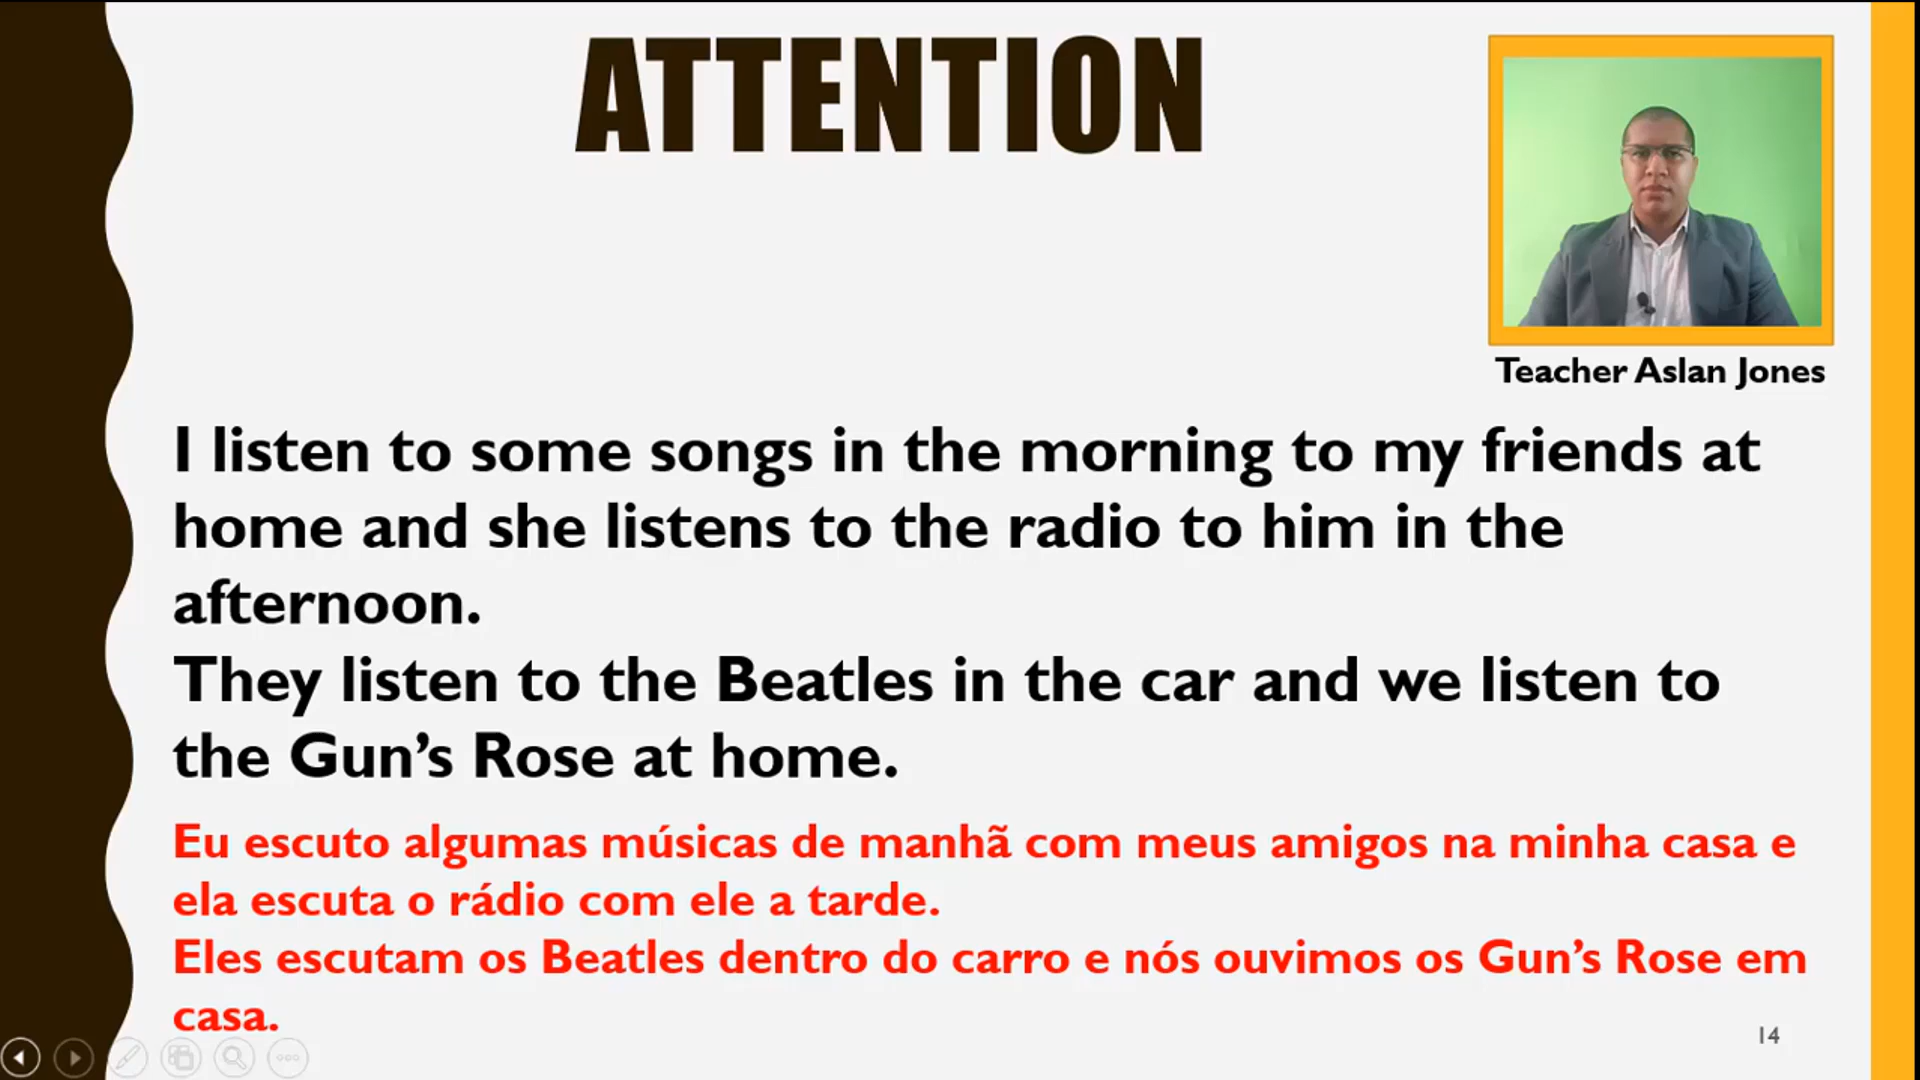 ATTENTION
Teacher Aslan Jones
I listen to some songs in the morning to my friends at
home and she listens to the radio to him in the
afternoon.
They listen to the Beatles in the car and we listen to
the Gun’s Rose at home.
Eu escuto algumas músicas de manhã com meus amigos na minha casa e
ela escuta o rádio com ele a tarde.
Eles escutam os Beatles dentro do carro e nós ouvimos os Gun’s Rose em
casa.
14